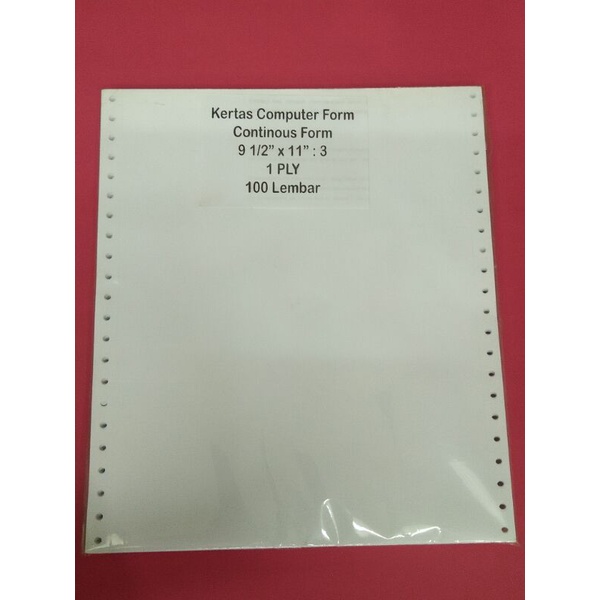 Kertas Computer Form
Continous Form
9 1/2” x 11” : 3
1 PLY
100 Lembar